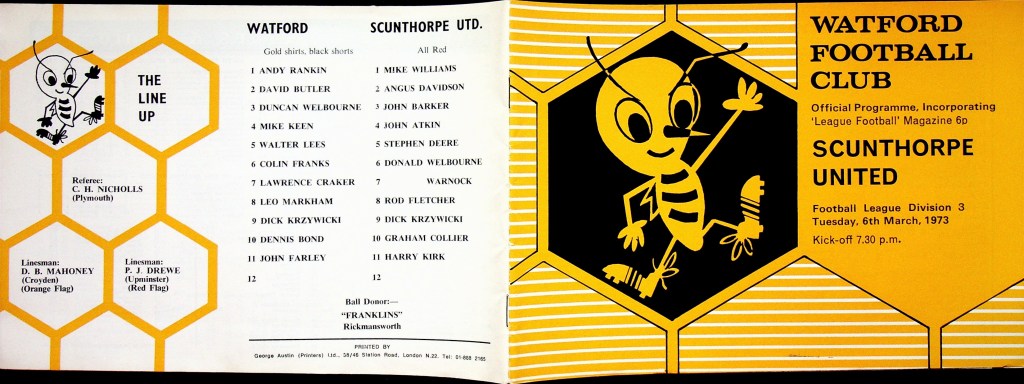 THE
LINE
UP
Referee:
C. H. NICHOLLS
(Plymouth)
Linesman:
D. B. MAHONEY
(Croyden)
(Orange Flag)
Linesman:
P. J. DREWE
(Upminster)
(Red Flag)
WATFORD SCUNTHORPE UTD.
Gold shirts, black shorts All Red
1 ANDY RANKIN 1 MIKE WILLIAMS
2 DAVID BUTLER 2 ANGUS DAVIDSON
3 DUNCAN WELBOURNE 3 JOHN BARKER
4 MIKE KEEN 4 JOHN ATKIN
5 WALTER LEES 5 STEPHEN DEERE
6 COLIN FRANKS 6 DONALD WELBOURNE
7 LAWRENCE CRAKER 7 WARNOCK
8 LEO MARKHAM 8 ROD FLETCHER
9 DICK KRZYWICKI 9 DICK KRZYWICKI
10 DENNIS BOND 10 GRAHAM COLLIER
11 JOHN FARLEY 11 HARRY KIRK
12 12
Ball Donor:—
"FRANKLINS"
Rickmansworth
PRINTED BY
George Austin (Printers) Ltd., 38/46 Station Road, London N.22. Tel: 01-888 2165
WATFORD
FOOTBALL
CLUB
Official Programme, Incorporating
'League Football' Magazine 6p
SCUNTHORPE
UNITED
Football League Division 3
Tuesday, 6th March, 1973
Kick-off 7.30 p.m.